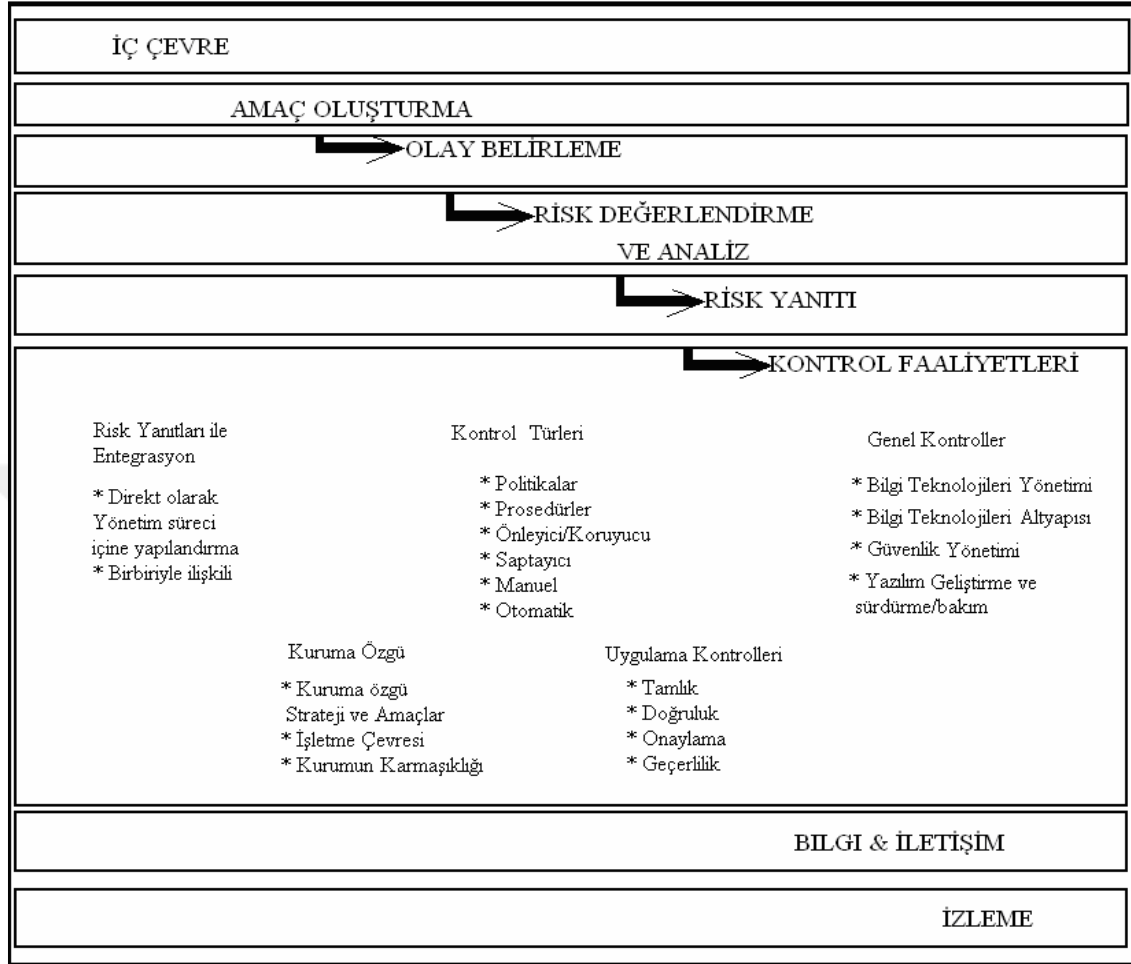 İÇ ÇEVRE
AMAÇ OLUŞTURMA
OLAY BELİRLEME
RİSK DEĞERLENDİRME
VE ANALİZ
RİSK YANITI
KONTROL FAALİYETLERİ
Risk Yanıtları ile
Entegrasyon
* Direkt olarak
Yönetim süreci
içine yapılandırma
* Birbiriyle ilişkili
Kontrol Türleri
* Politikalar
* Prosedürler
* Önleyici/Koruyucu
* Saptayıcı
* Manuel
* Otomatik
Genel Kontroller
* Bilgi Teknolojileri Yönetimi
* Bilgi Teknolojileri Altyapısı
* Güvenlik Yönetimi
* Yazılım Geliştirme ve
sürdürme/bakım
Kuruma Özgü
* Kuruma özgü
Strateji ve Amaçlar
* İşletme Çevresi
* Kurumun Karmaşıklığı
Uygulama Kontrolleri
* Tamlık
* Doğruluk
* Onaylama
* Geçerlilik
BILGI & İLETİŞİM
İZLEME